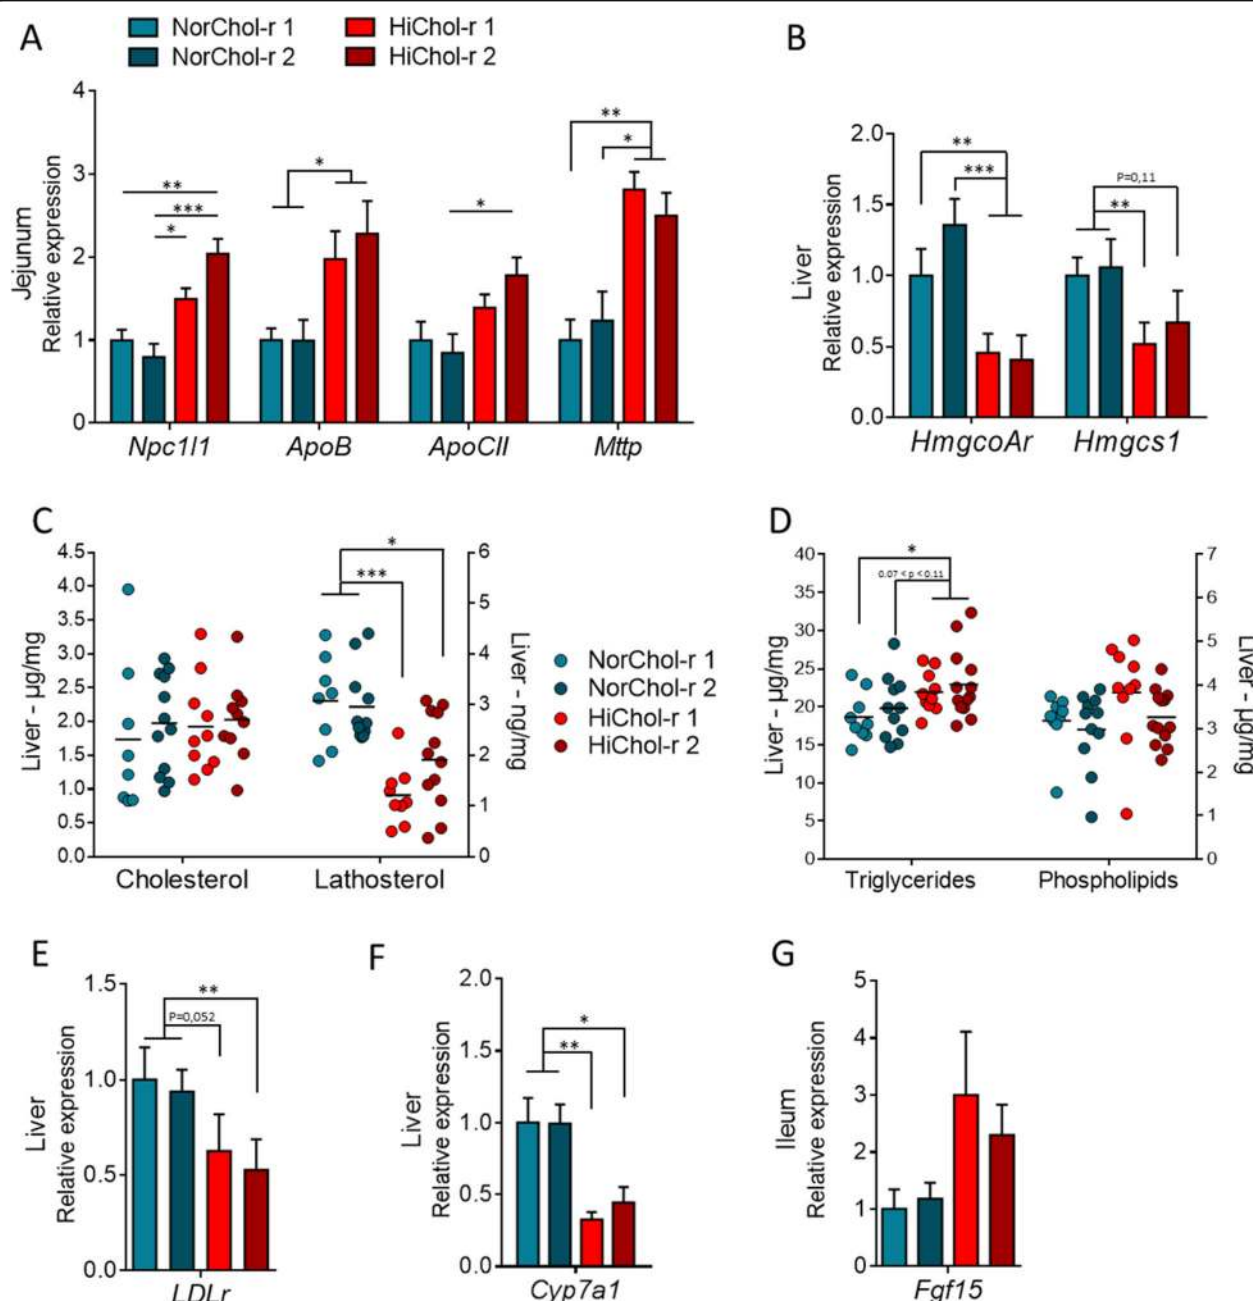 A
NorChol-r 1
HiChol-r 1
NorChol-r 2
HiChol-r 2
Jejunum
Relative expression
4
3
2
1
0
**
***
*
*
*
**
*
Npc1l1
ApoB
ApoCII
Mttp
B
Liver
Relative expression
2.0
1.5
1.0
0.5
0.0
**
***
P=0,11
**
HmgcoAr
Hmgcs1
C
Liver - µg/mg
4.5
4.0
3.5
3.0
2.5
2.0
1.5
1.0
0.5
0.0
*
***
6
5
4
3
2
1
0
Liver - ng/mg
Cholesterol
Lathosterol
NorChol-r 1
NorChol-r 2
HiChol-r 1
HiChol-r 2
D
Liver - µg/mg
40
35
30
25
20
15
10
5
0
*
0.07 < p < 0.11
7
6
5
4
3
2
1
0
Liver - µg/mg
Triglycerides
Phospholipids
E
Liver
Relative expression
1.5
1.0
0.5
0.0
**
P=0,052
LDLr
F
Liver
Relative expression
2.0
1.5
1.0
0.5
0.0
*
**
Cyp7a1
G
Ileum
Relative expression
5
4
3
2
1
0
Fgf15